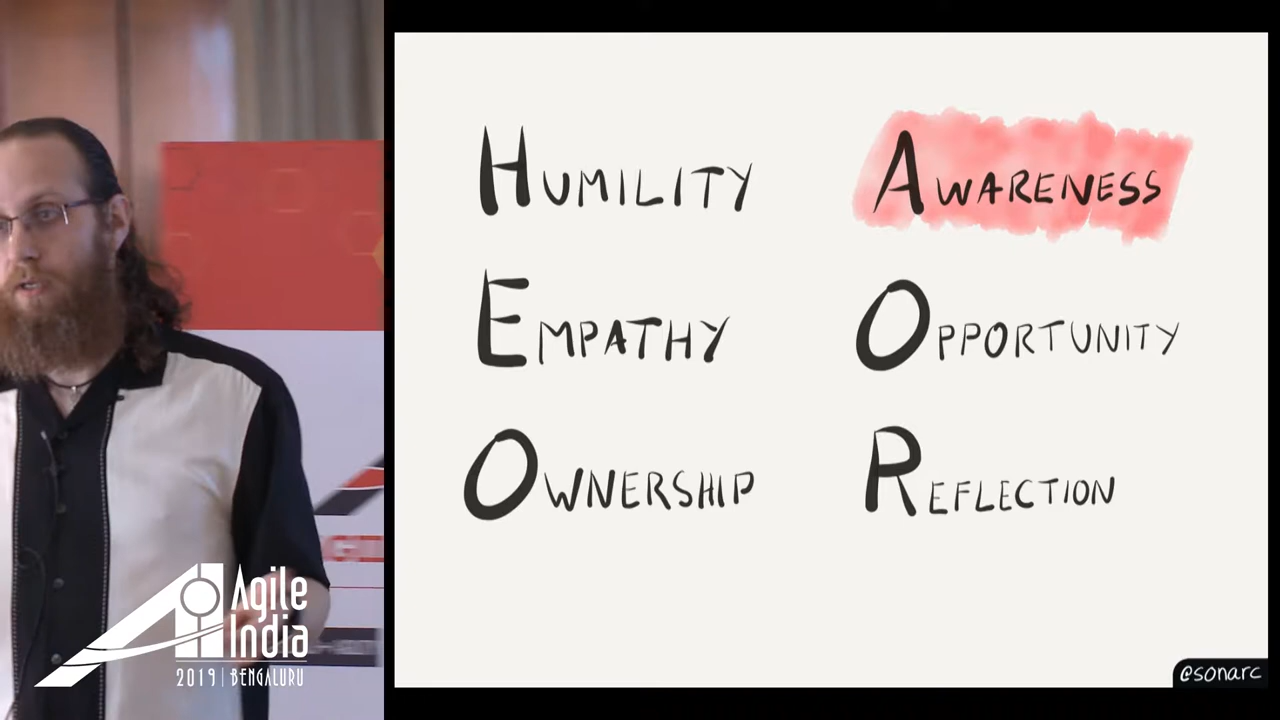 HUMILITY
AWARENESS
EMPATHY
OPPORTUNITY
OWNERSHIP
REFLECTION
@sonarc
Agile
India
2019 | BENGALURU